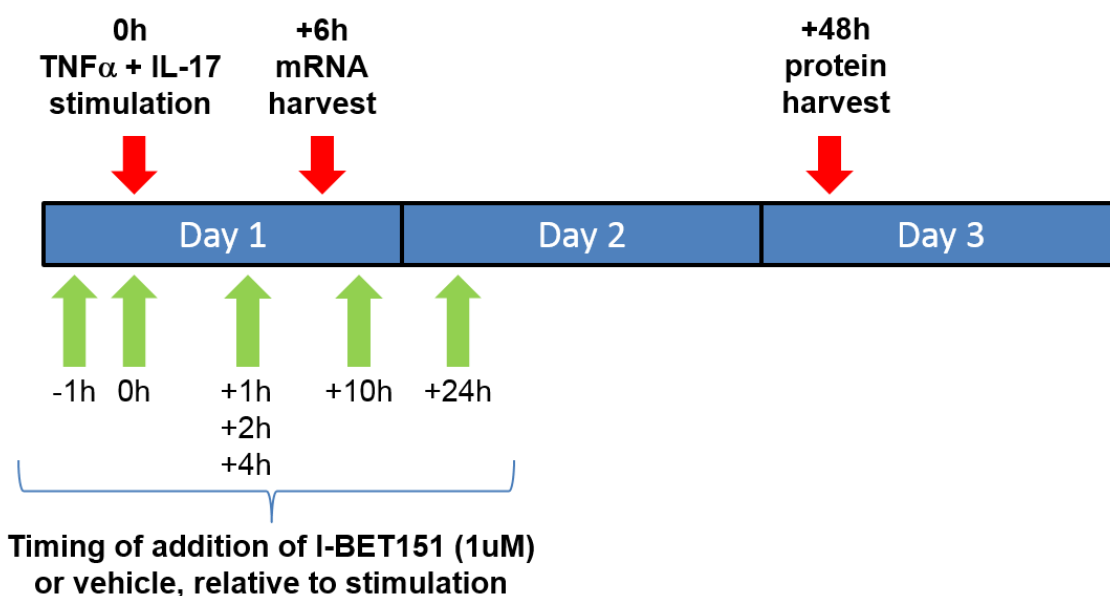 0h
TNFα + IL-17
stimulation
+6h
mRNA
harvest
+48h
protein
harvest
Day 1
Day 2
Day 3
-1h
0h
+1h
+2h
+4h
+10h
+24h
Timing of addition of I-BET151 (1uM)
or vehicle, relative to stimulation